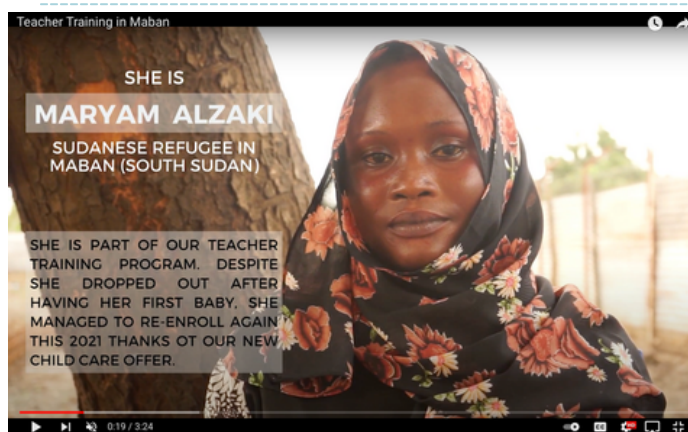 Teacher Training in Maban
SHE IS
MARYAM ALZAKI
SUDANESE REFUGEE IN
MABAN (SOUTH SUDAN)
SHE IS PART OF OUR TEACHER
TRAINING PROGRAM. DESPITE
SHE DROPPED OUT AFTER
HAVING HER FIRST BABY, SHE
MANAGED TO RE-ENROLL AGAIN
THIS 2021 THANKS OT OUR NEW
CHILD CARE OFFER.
0:19 / 3:24
CC
HD